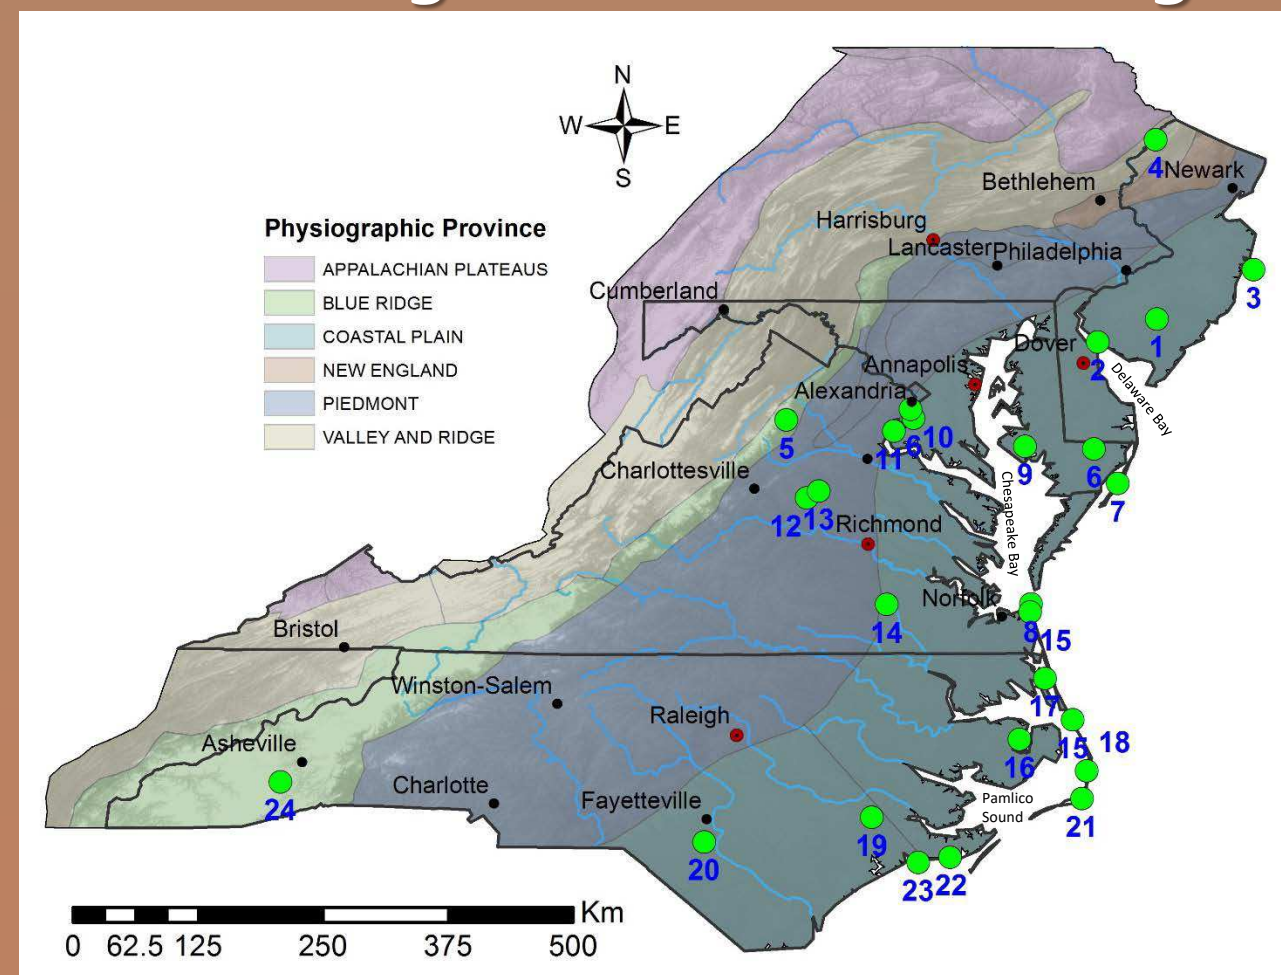 N
W E
S
Physiographic Province
APPALACHIAN PLATEAUS
BLUE RIDGE
COASTAL PLAIN
NEW ENGLAND
PIEDMONT
VALLEY AND RIDGE
4 Newark
Bethlehem
Harrisburg
Lancaster Philadelphia
3
Cumberland
1
Dover
2
Annapolis
Delaware Bay
Alexandria
5
6 10
11
9
6
Charlottesville
7
Chesapeake Bay
12 13
Richmond
Norfolk
14
8 15
Bristol
Winston-Salem
17
Raleigh
15 18
Asheville
16
Charlotte
Fayetteville
Pamlico
Sound
24
21
19
20
23 22
Km
0 62.5 125 250 375 500